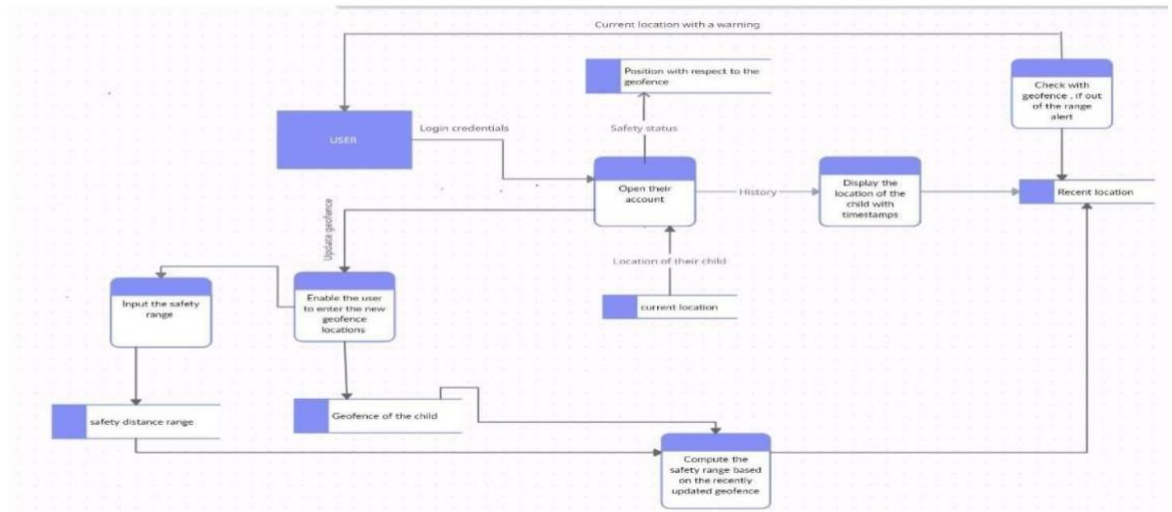 Current location with a warning
Position with respect to the
geofence
Check with
geofence , if out
of the range
alert
USER
Login credentials
Safety status
Open their
account
History
Display the
location of the
child with
timestamps
Recent location
Update geofence
Location of their child
Input the safety
range
Enable the user
to enter the new
geofence
locations
current location
safety distance range
Geofence of the child
Compute the
safety range based
on the recently
updated geofence